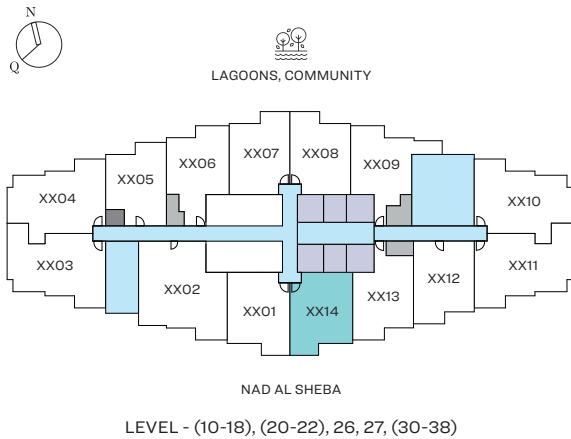 N
Q
LAGOONS, COMMUNITY
XX07 XX08
XX06 XX09
XX05
XX04 XX10
XX03 XX11
XX02 XX12
XX13
XX01 XX14
NAD AL SHEBA
LEVEL - (10-18), (20-22), 26, 27, (30-38)